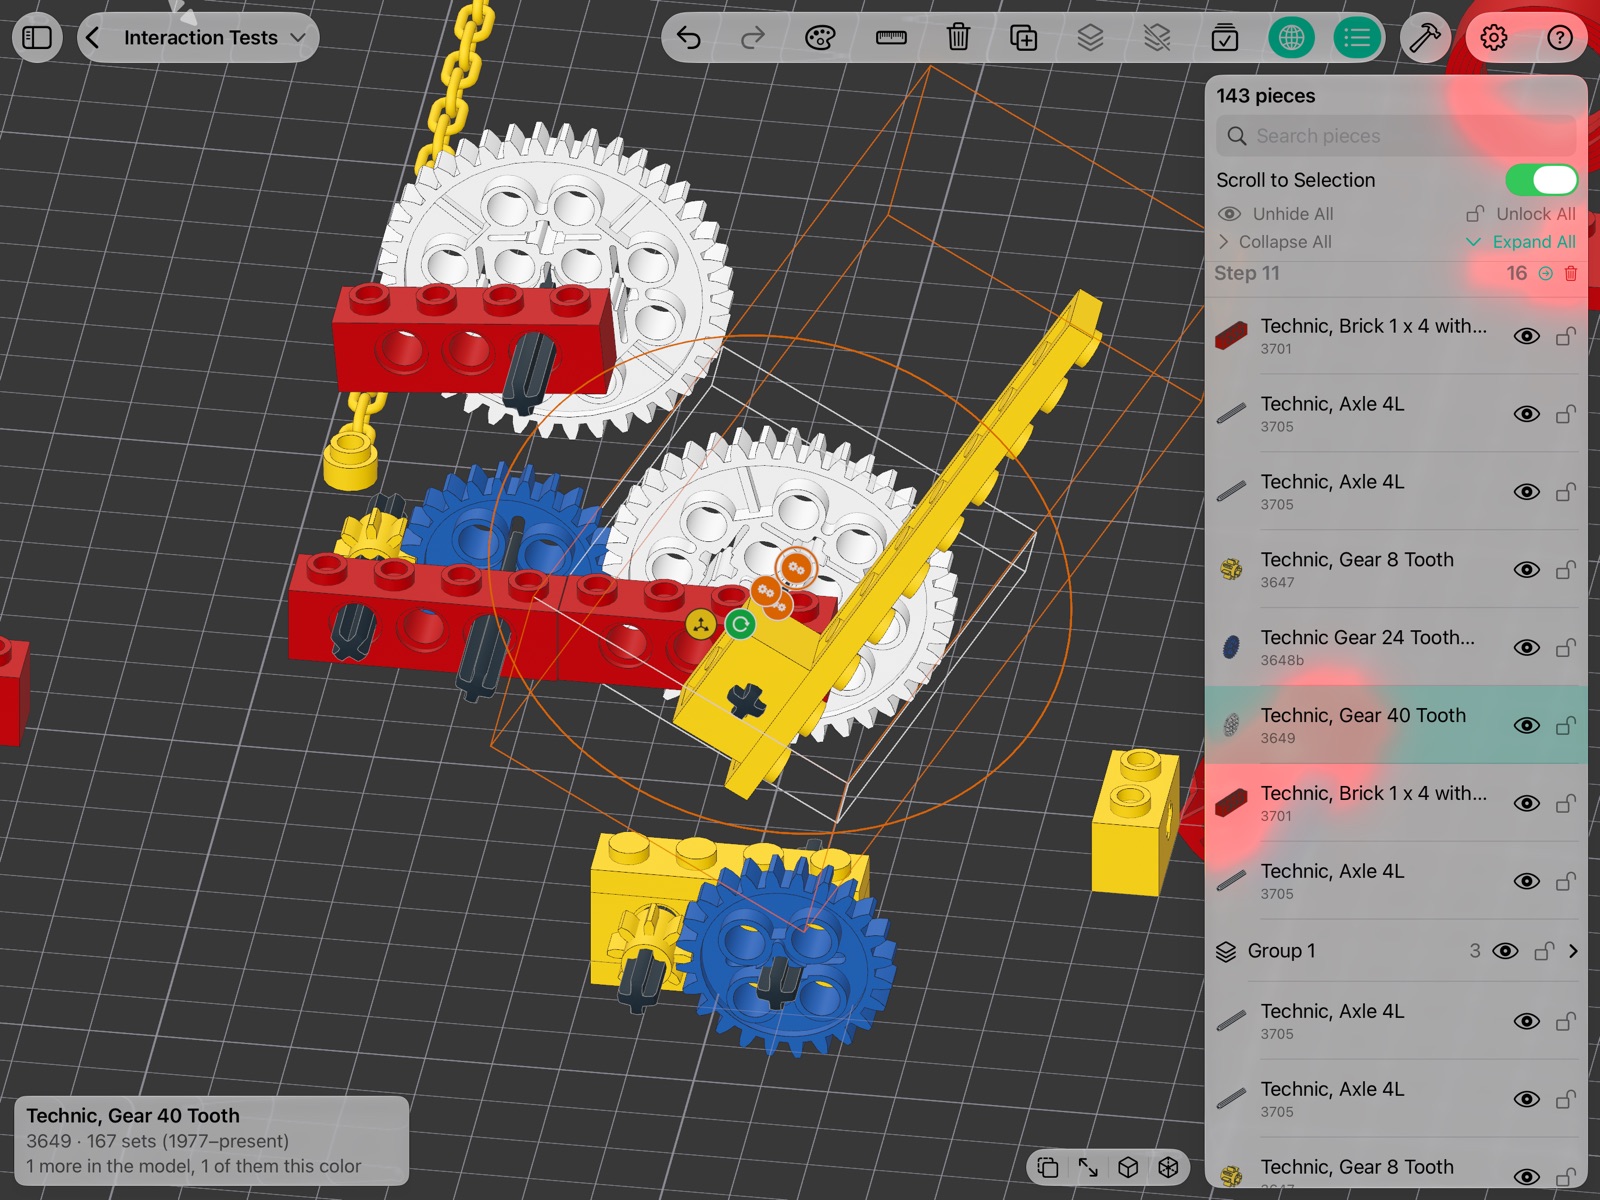 Interaction Tests
143 pieces
Search pieces
Scroll to Selection
Unhide All
Unlock All
Collapse All
Expand All
Step 11
16
Technic, Brick 1 x 4 with...
3701
Technic, Axle 4L
3705
Technic, Axle 4L
3705
Technic, Gear 8 Tooth
3647
Technic Gear 24 Tooth...
3648b
Technic, Gear 40 Tooth
3649
Technic, Brick 1 x 4 with...
3701
Technic, Axle 4L
3705
Group 1
3
Technic, Axle 4L
3705
Technic, Axle 4L
3705
Technic, Gear 8 Tooth
Technic, Gear 40 Tooth
3649 · 167 sets (1977–present)
1 more in the model, 1 of them this color